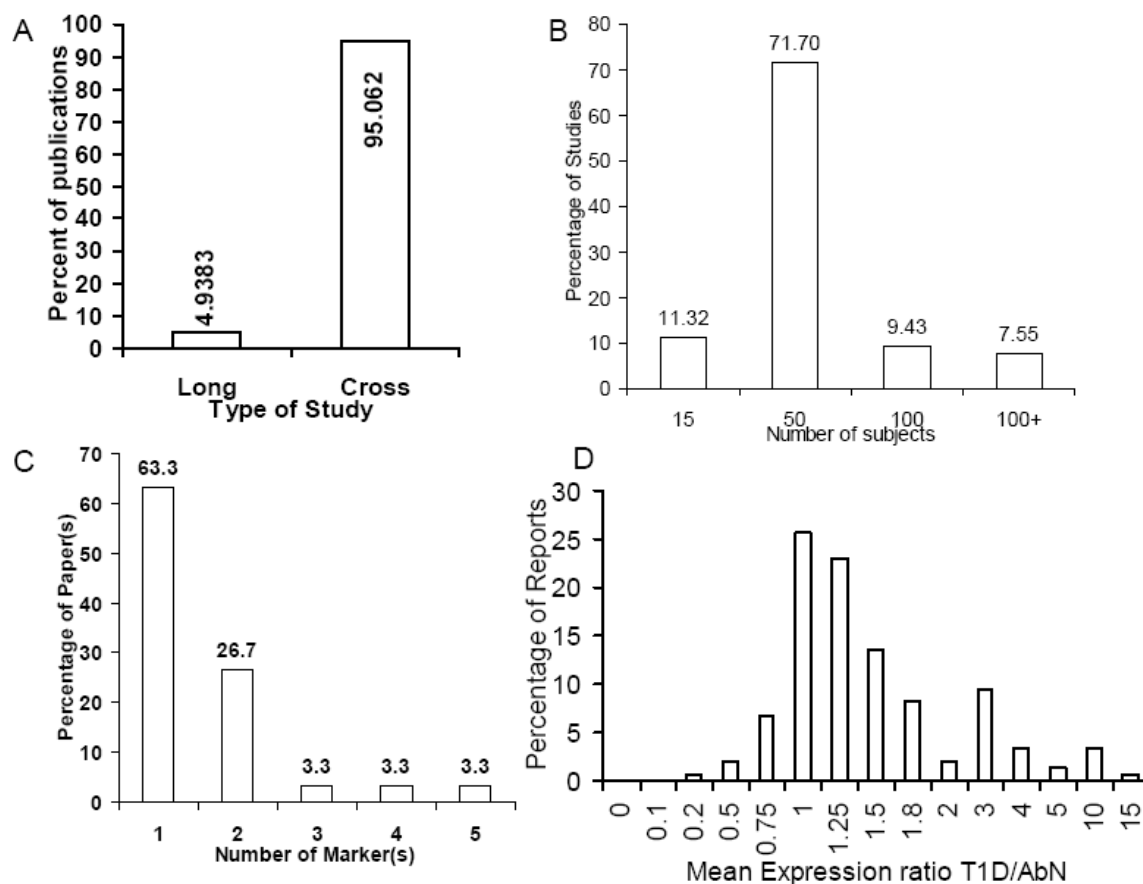 A
Percent of publications
100
90
80
70
60
50
40
30
20
10
0
4.9383
95.062
Long Cross
Type of Study
B
Percentage of Studies
80
70
60
50
40
30
20
10
0
11.32
71.70
9.43
7.55
15 50 100 100+
Number of subjects
C
Percentage of Paper(s)
70
60
50
40
30
20
10
0
63.3
26.7
3.3
3.3
3.3
1 2 3 4 5
Number of Marker(s)
D
Percentage of Reports
30
25
20
15
10
5
0
0 0.1 0.2 0.5 0.75 1 1.25 1.5 1.8 2 3 4 5 10 15
Mean Expression ratio T1D/AbN